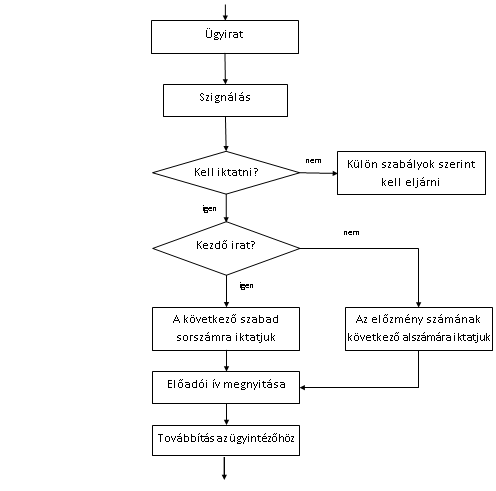 Ügyirat
Szignálás
Kell iktatni?
nem
Külön szabályok szerint
kell eljárni
igen
Kezdő irat?
nem
igen
A következő szabad
sorszámra iktatjuk
Az előzmény számának
következő alszámára iktatjuk
Előadói ív megnyitása
Továbbítás az ügyintézőhöz